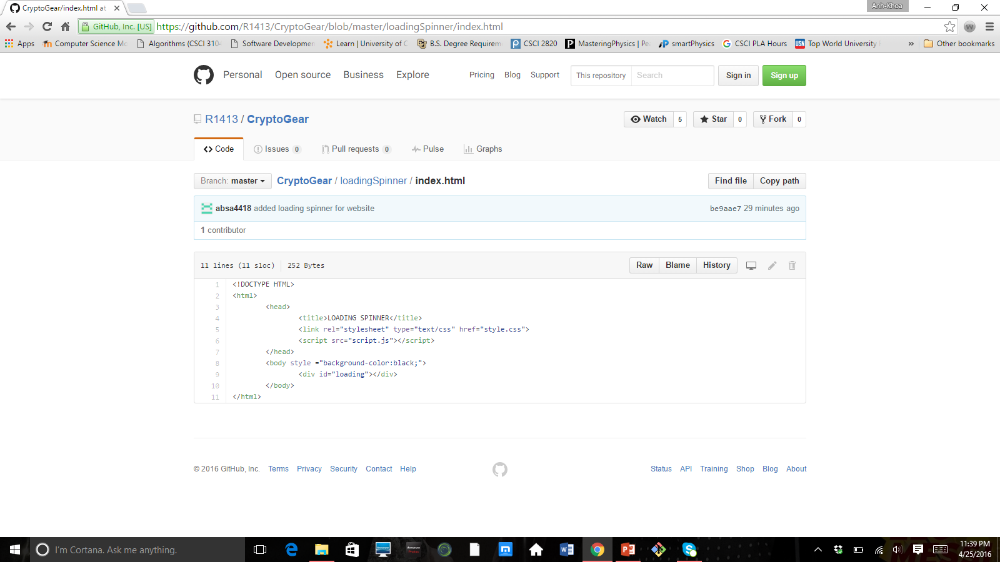 CryptoGear/index.html at
Anh-Khoa
GitHub, Inc. [US] https://github.com/R1413/CryptoGear/blob/master/loadingSpinner/index.html
Apps Computer Science Mc Algorithms (CSCI 3104 Software Developmen Learn | University of C B.S. Degree Requirem CSCI 2820 MasteringPhysics | Pe smartPhysics CSCI PLA Hours Top World University » Other bookmarks
Personal Open source Business Explore Pricing Blog Support This repository Search Sign in Sign up
R1413 / CryptoGear Watch 5 Star 0 Fork 0
Code Issues 0 Pull requests 0 Pulse Graphs
Branch: master CryptoGear / loadingSpinner / index.html Find file Copy path
absa4418 added loading spinner for website be9aae7 29 minutes ago
1 contributor
11 lines (11 sloc) 252 Bytes Raw Blame History
1 <!DOCTYPE HTML>
2 <html>
3 <head>
4 <title>LOADING SPINNER</title>
5 <link rel="stylesheet" type="text/css" href="style.css">
6 <script src="script.js"></script>
7 </head>
8 <body style ="background-color:black;">
9 <div id="loading"></div>
10 </body>
11 </html>
© 2016 GitHub, Inc. Terms Privacy Security Contact Help Status API Training Shop Blog About
I'm Cortana. Ask me anything.
11:39 PM
4/25/2016